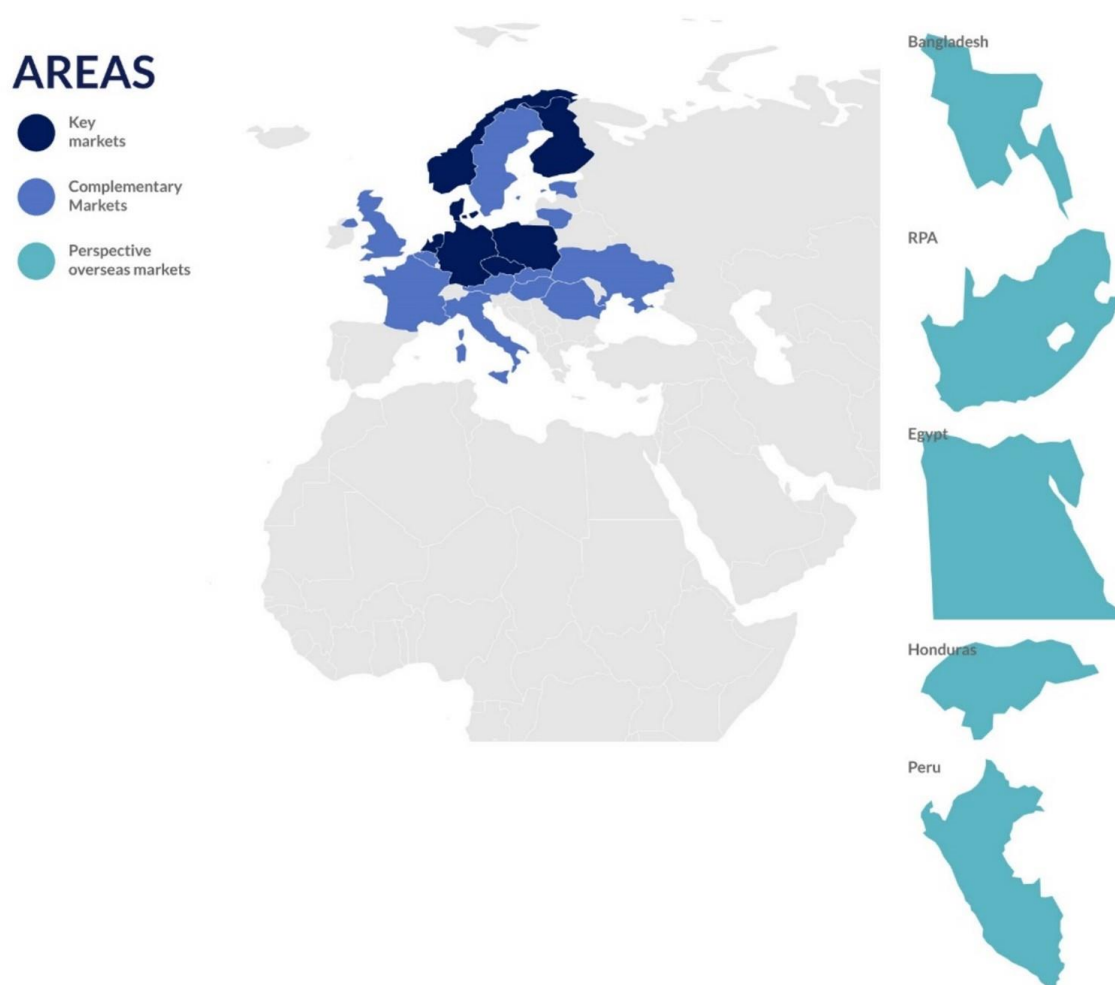 AREAS
Key
markets
Complementary
Markets
Perspective
overseas markets
Bangladesh
RPA
Egypt
Honduras
Peru